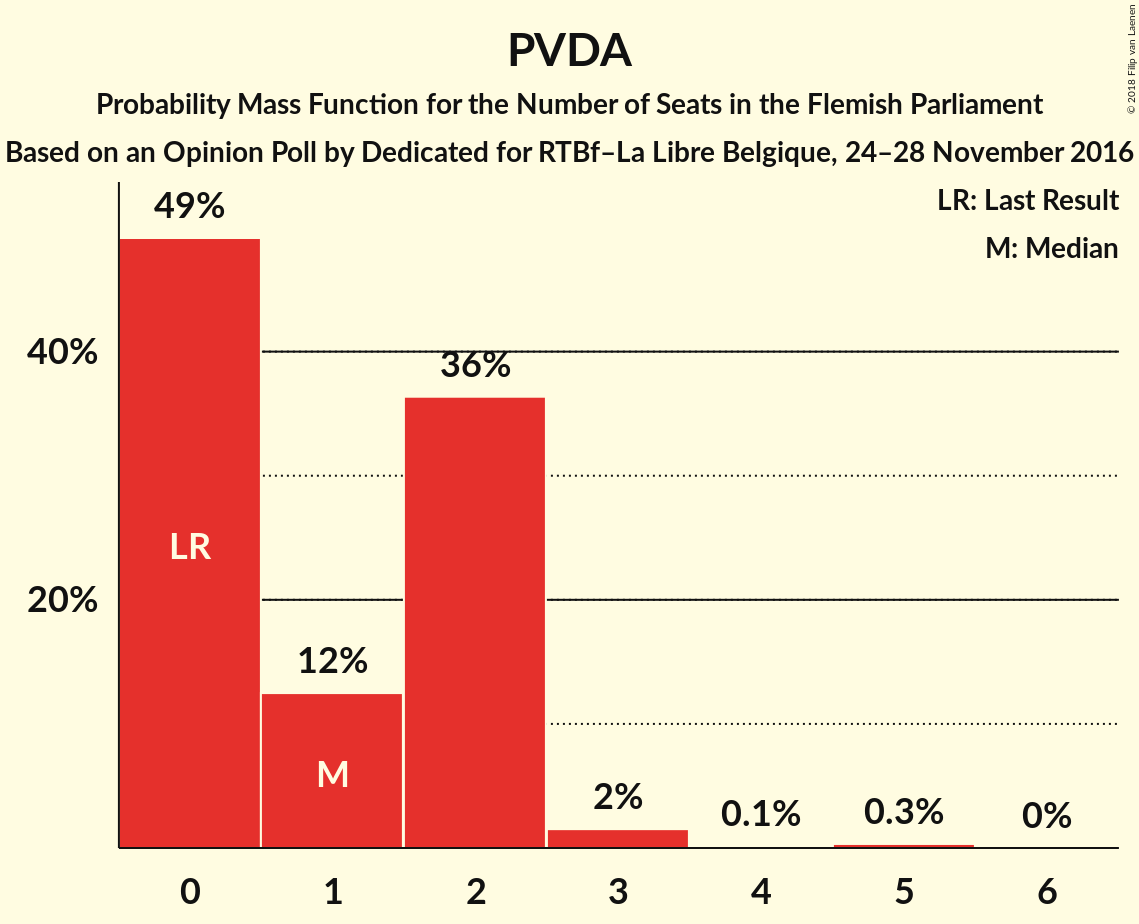 PVDA
Probability Mass Function for the Number of Seats in the Flemish Parliament
Based on an Opinion Poll by Dedicated for RTBf–La Libre Belgique, 24–28 November 2016
© 2018 Filip van Laenen
LR: Last Result
M: Median
49%
40%
36%
LR
20%
12%
M
2%
0.1%
0.3%
0%
0 1 2 3 4 5 6